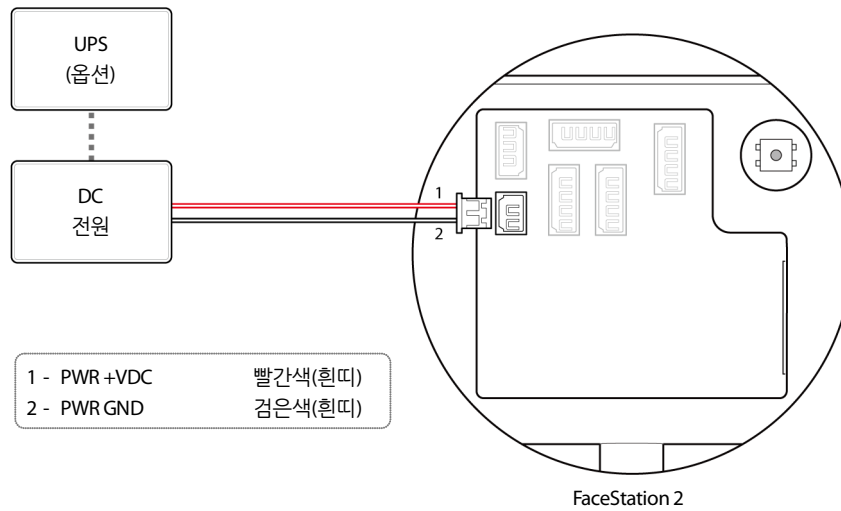 UPS
(옵션)
DC
전원
1
2
1 - PWR +VDC 빨간색(흰띠)
2 - PWR GND 검은색(흰띠)
FaceStation 2